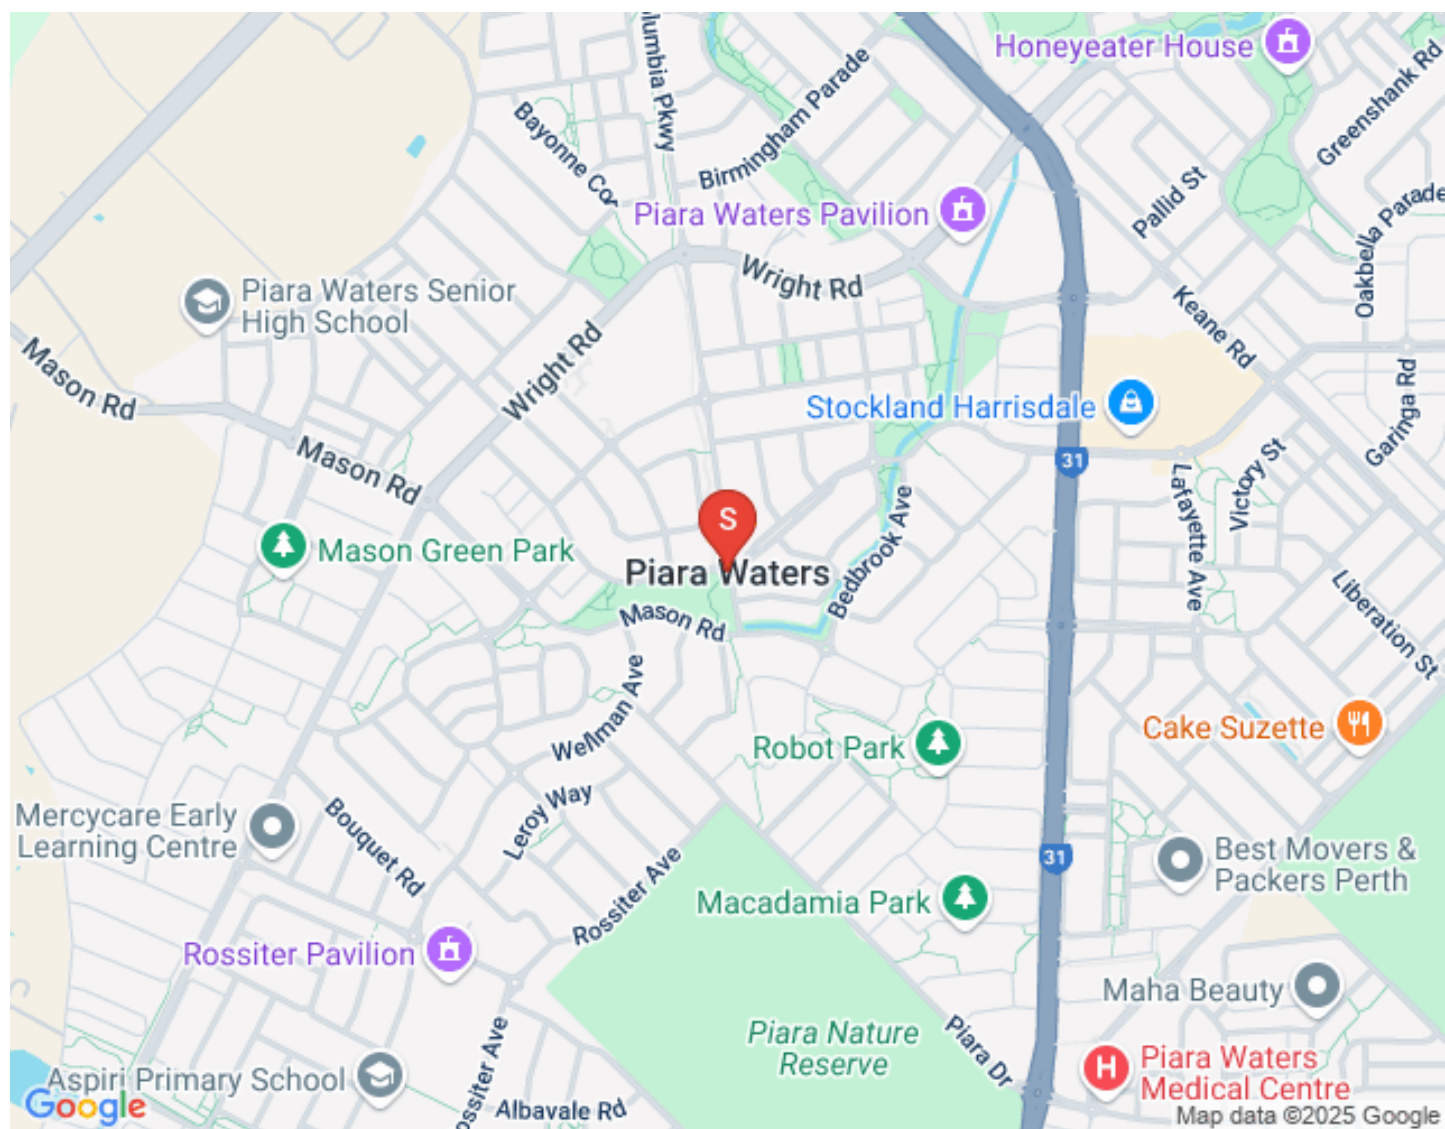 Honeyeater House
Greenshank Rd
lumbia Pkwy
Birmingham Parade
Bayonne Cor
Pallid St
Oakbella Parade
Piara Waters Pavilion
Wright Rd
Keane Rd
Piara Waters Senior
High School
Mason Rd
Wright Rd
Garinga Rd
Stockland Harrisdale
Mason Rd
31
Lafayette Ave
Victory St
S
Mason Green Park
Piara Waters
Bedbrook Ave
Liberation St
Mason Rd
Wellman Ave
Robot Park
Cake Suzette
Mercycare Early
Learning Centre
Bouquet Rd
Leroy Way
31
Best Movers &
Packers Perth
Rossiter Ave
Macadamia Park
Rossiter Pavilion
Maha Beauty
Piara Nature
Reserve
Piara Dr
ossiter Ave
Piara Waters
Medical Centre
H
Aspiri Primary School
Albavale Rd
Google
Map data ©2025 Google